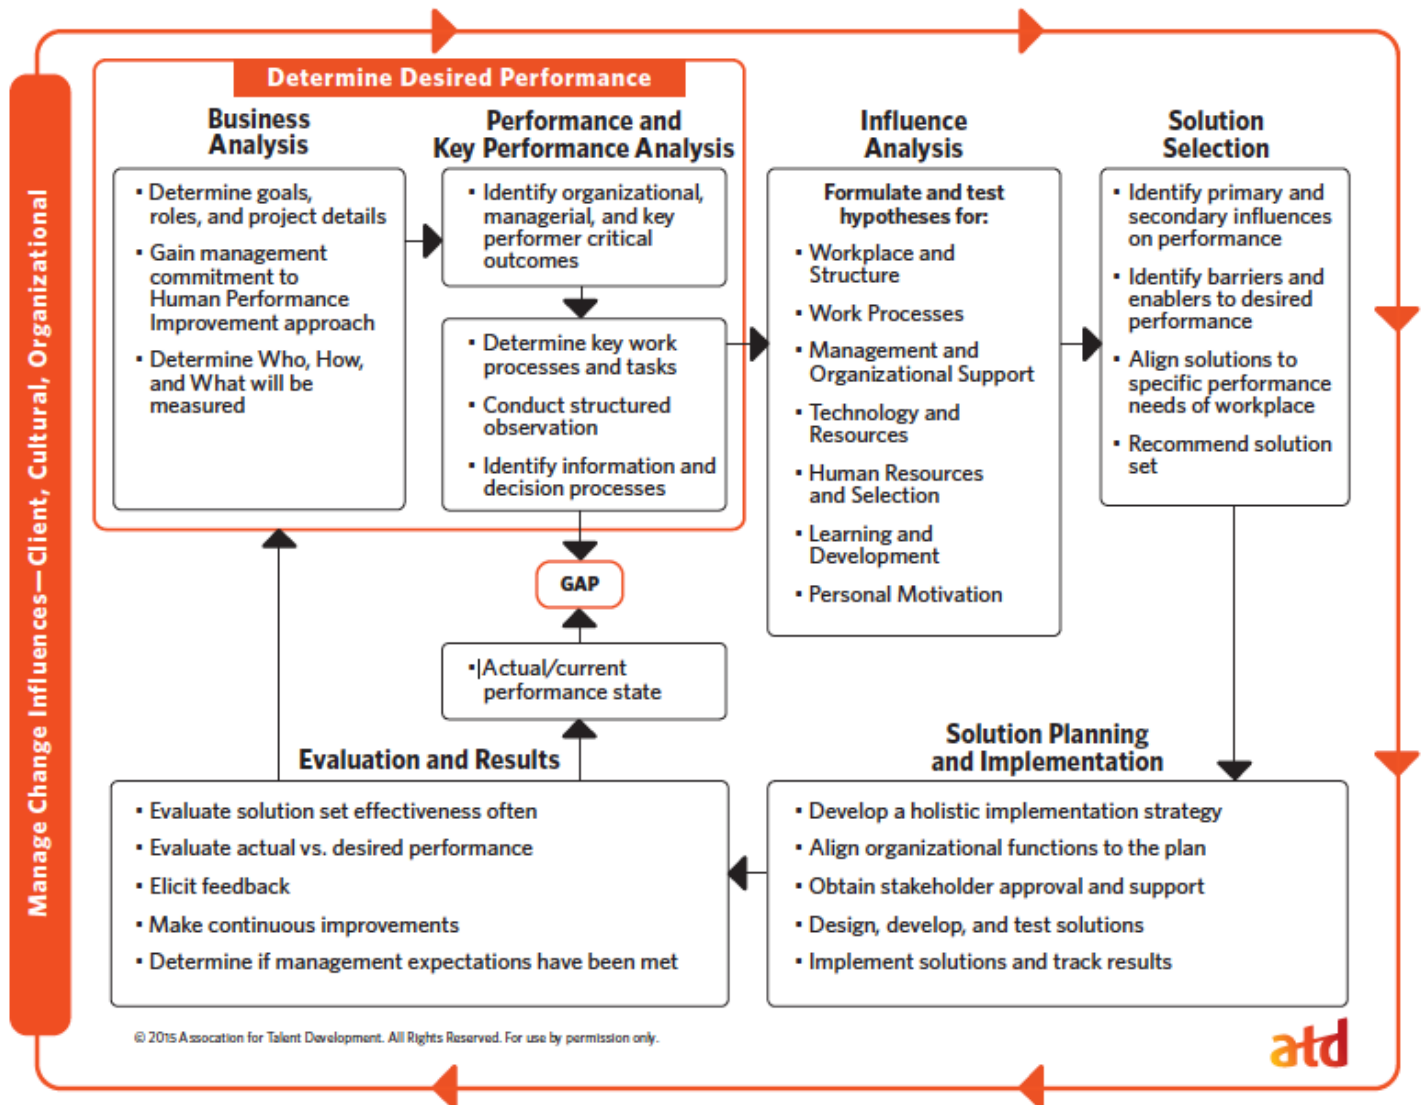 Manage Change Influences—Client, Cultural, Organizational
Determine Desired Performance
Business
Analysis
▪ Determine goals,
roles, and project details
▪ Gain management
commitment to
Human Performance
Improvement approach
▪ Determine Who, How,
and What will be
measured
Performance and
Key Performance Analysis
▪ Identify organizational,
managerial, and key
performer critical
outcomes
▪ Determine key work
processes and tasks
▪ Conduct structured
observation
▪ Identify information and
decision processes
GAP
▪|Actual/current
performance state
Influence
Analysis
Formulate and test
hypotheses for:
▪ Workplace and
Structure
▪ Work Processes
▪ Management and
Organizational Support
▪ Technology and
Resources
▪ Human Resources
and Selection
▪ Learning and
Development
▪ Personal Motivation
Solution
Selection
▪ Identify primary and
secondary influences
on performance
▪ Identify barriers and
enablers to desired
performance
▪ Align solutions to
specific performance
needs of workplace
▪ Recommend solution
set
Solution Planning
and Implementation
▪ Develop a holistic implementation strategy
▪ Align organizational functions to the plan
▪ Obtain stakeholder approval and support
▪ Design, develop, and test solutions
▪ Implement solutions and track results
Evaluation and Results
▪ Evaluate solution set effectiveness often
▪ Evaluate actual vs. desired performance
▪ Elicit feedback
▪ Make continuous improvements
▪ Determine if management expectations have been met
© 2015 Assocation for Talent Development. All Rights Reserved. For use by permission only.
atd